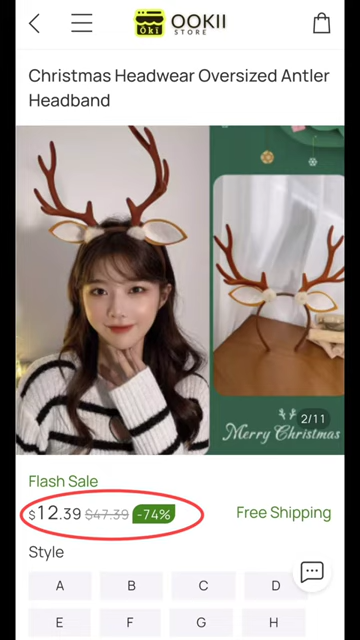 Oki
OOKII
STORE
Christmas Headwear Oversized Antler
Headband
2/11
Merry Christmas
Flash Sale
$12.39 $47.39 -74%
Free Shipping
Style
A B C D
E F G H